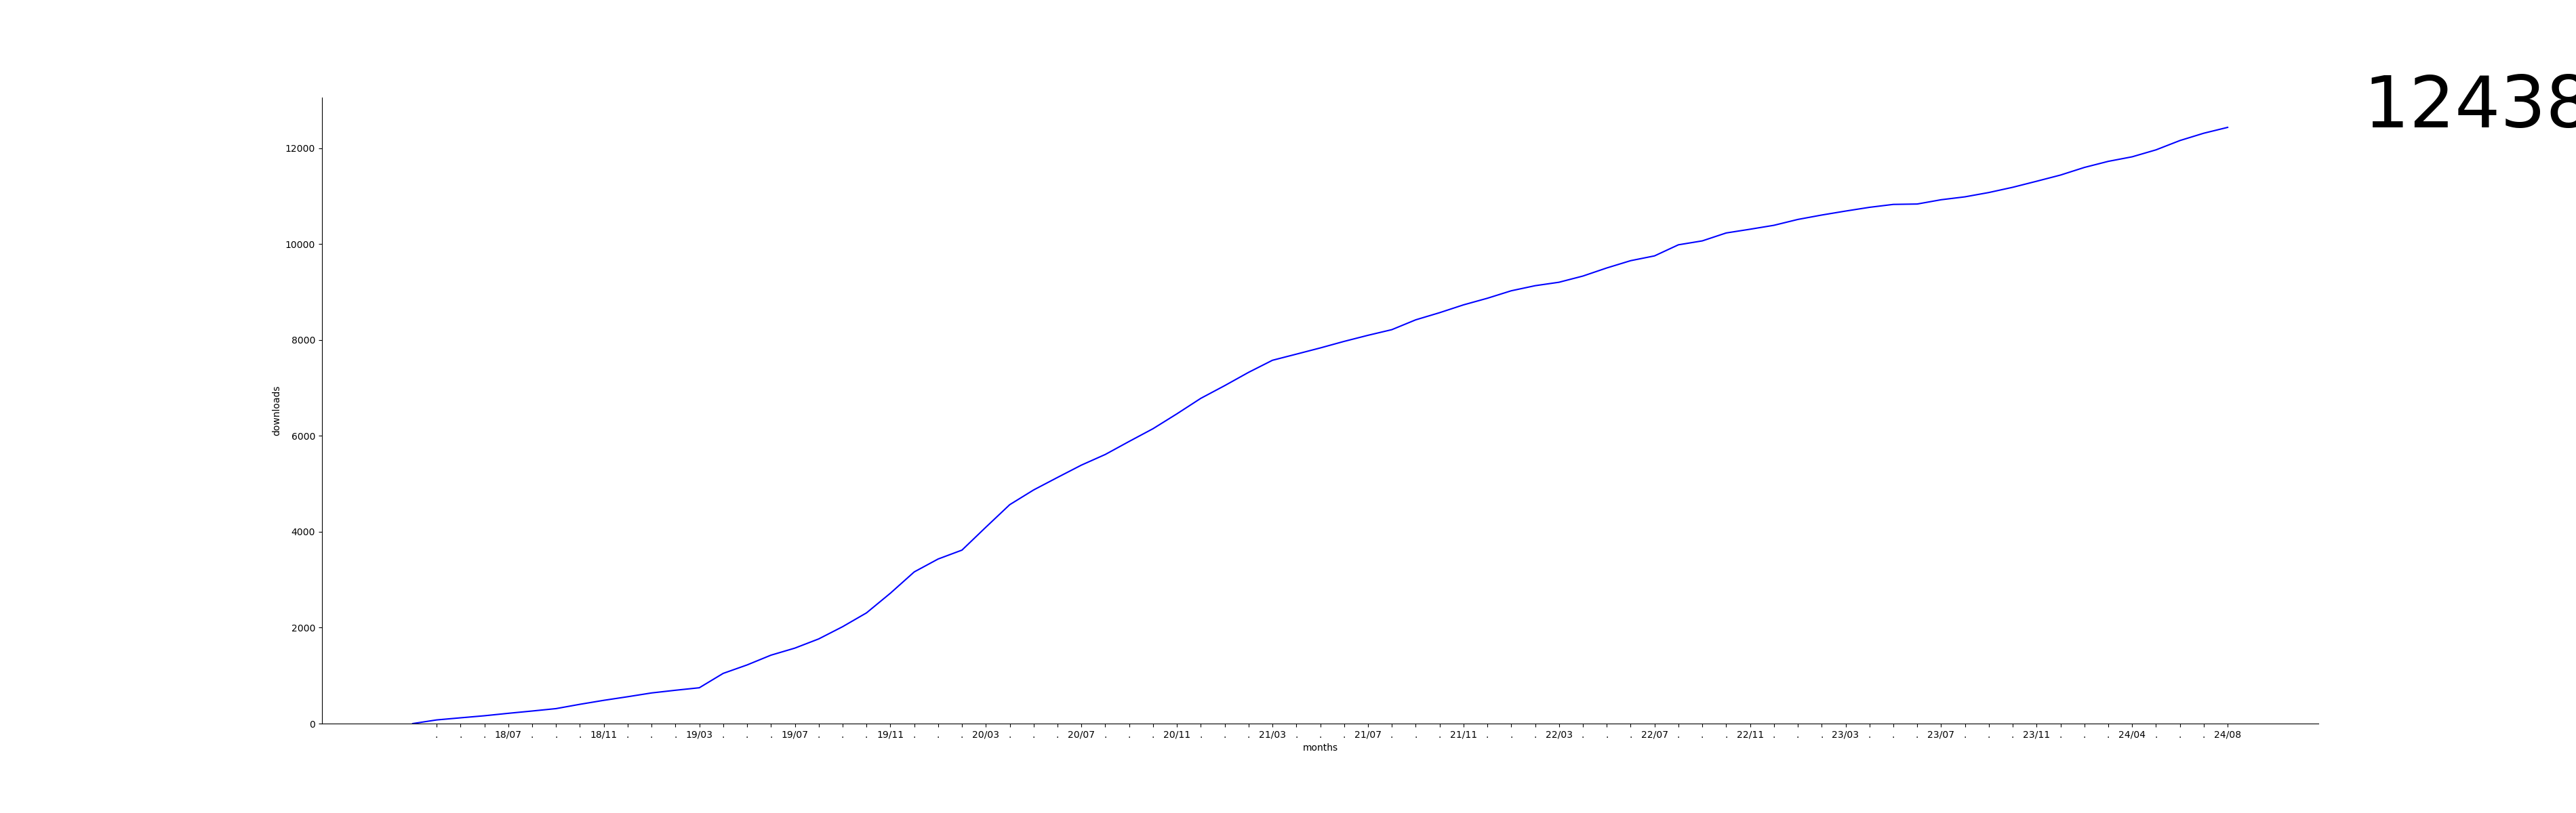 12438
12000
10000
8000
6000
4000
2000
0
downloads
. . . 18/07 . . . 18/11 . . . 19/03 . . . 19/07 . . . 19/11 . . . 20/03 . . . 20/07 . . . 20/11 . . . 21/03 . . . 21/07 . . . 21/11 . . . 22/03 . . . 22/07 . . . 22/11 . . . 23/03 . . . 23/07 . . . 23/11 . . . 24/04 . . . 24/08
months